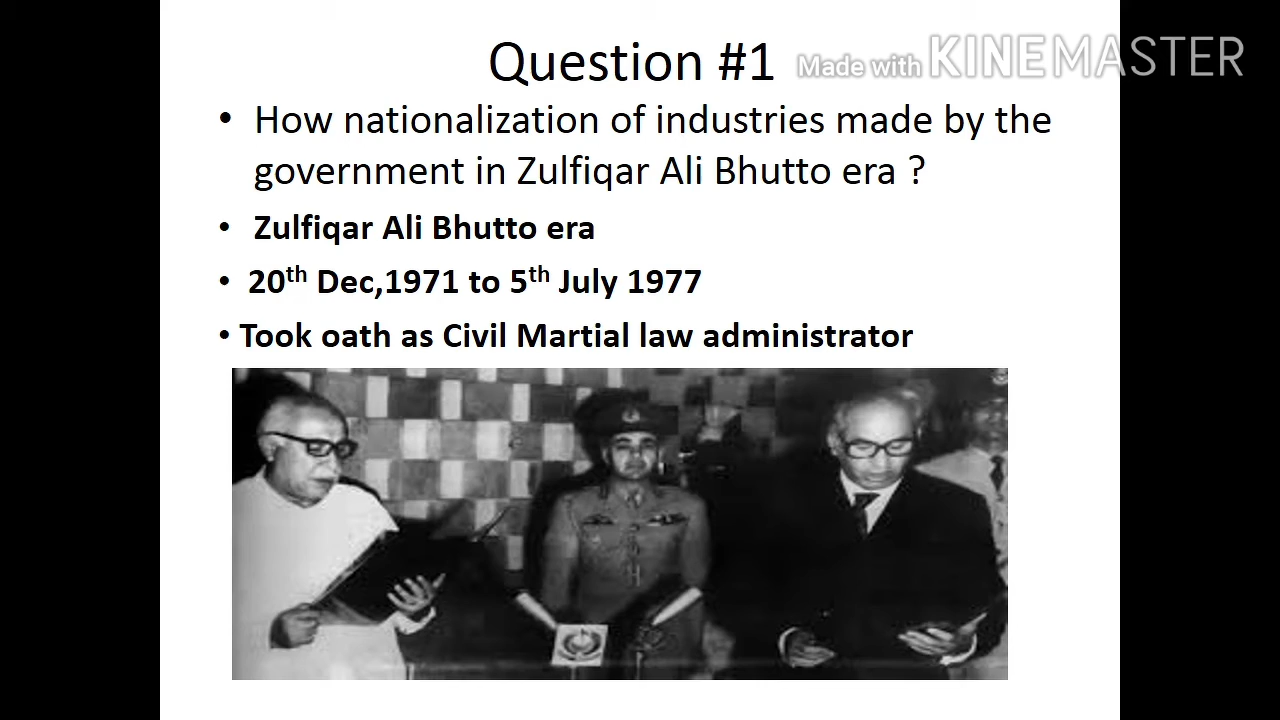 Question #1
Made with KINEMASTER
• How nationalization of industries made by the
government in Zulfiqar Ali Bhutto era ?
• Zulfiqar Ali Bhutto era
• 20th Dec,1971 to 5th July 1977
• Took oath as Civil Martial law administrator